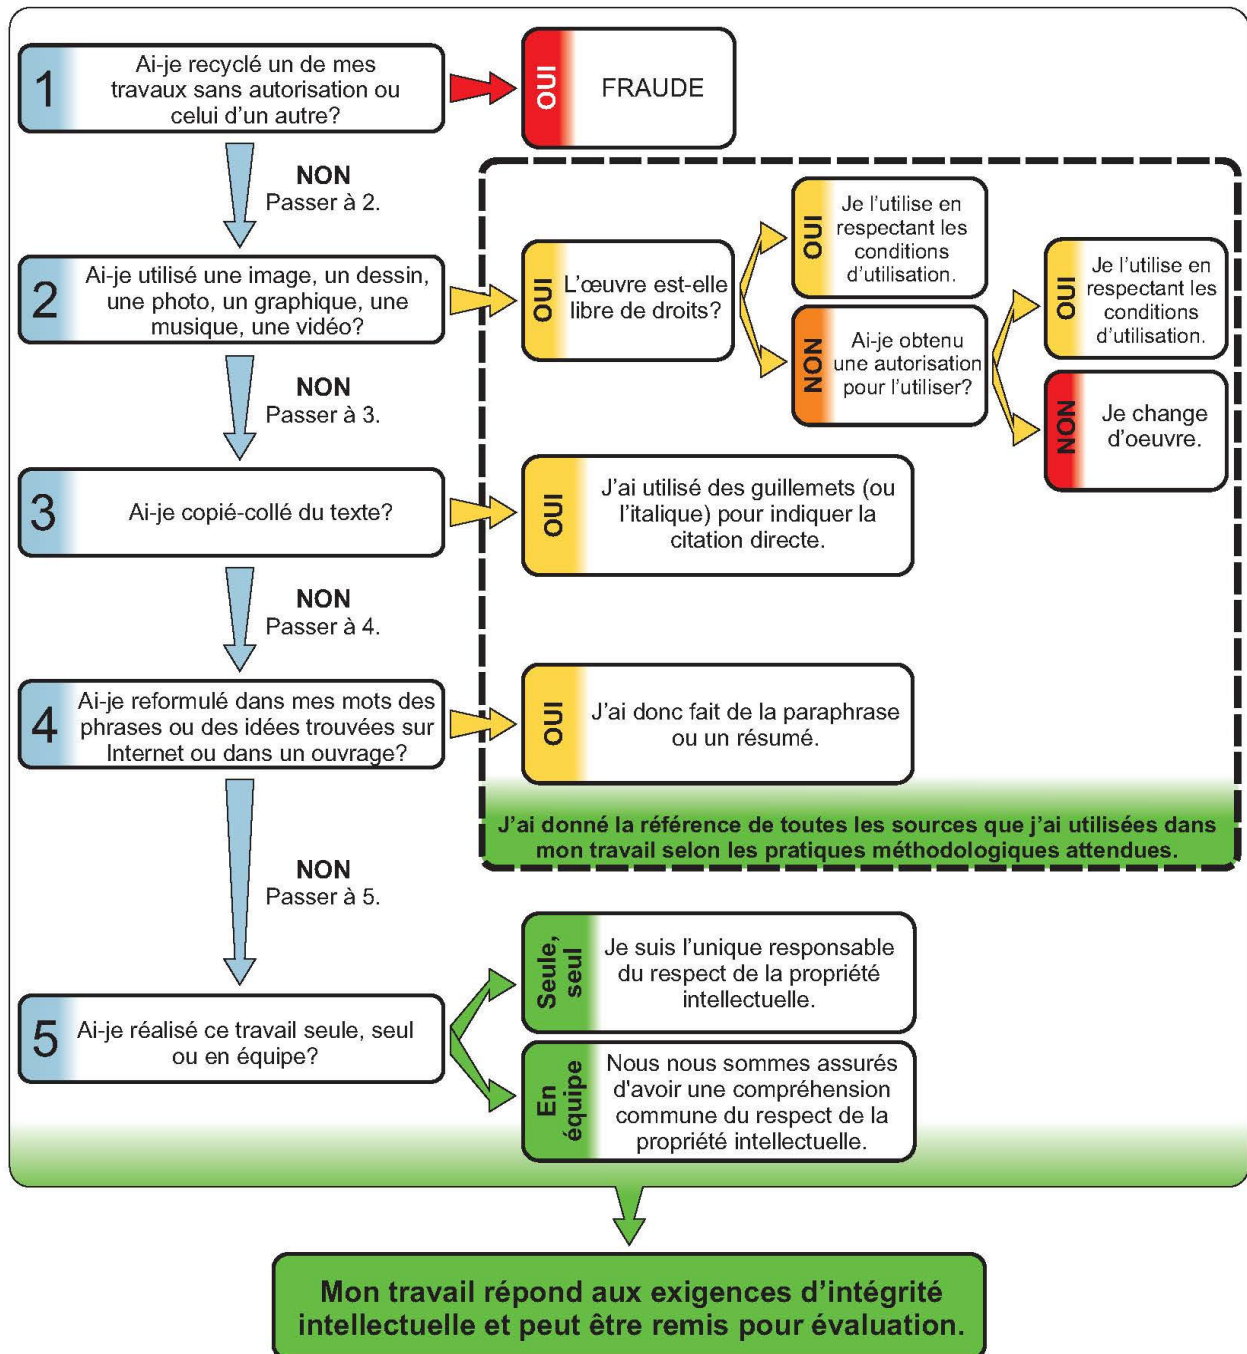 1
Ai-je recyclé un de mes
travaux sans autorisation ou
celui d'un autre?
OUI
FRAUDE
NON
Passer à 2.
2
Ai-je utilisé une image, un dessin,
une photo, un graphique, une
musique, une vidéo?
OUI
L'œuvre est-elle
libre de droits?
OUI
Je l'utilise en
respectant les
conditions
d'utilisation.
NON
Ai-je obtenu
une autorisation
pour l'utiliser?
OUI
Je l'utilise en
respectant les
conditions
d'utilisation.
NON
Je change
d'oeuvre.
NON
Passer à 3.
3
Ai-je copié-collé du texte?
OUI
J'ai utilisé des guillemets (ou
l'italique) pour indiquer la
citation directe.
NON
Passer à 4.
4
Ai-je reformulé dans mes mots des
phrases ou des idées trouvées sur
Internet ou dans un ouvrage?
OUI
J'ai donc fait de la paraphrase
ou un résumé.
J'ai donné la référence de toutes les sources que j'ai utilisées dans
mon travail selon les pratiques méthodologiques attendues.
NON
Passer à 5.
5
Ai-je réalisé ce travail seule, seul
ou en équipe?
Seule,
seul
Je suis l'unique responsable
du respect de la propriété
intellectuelle.
En
équipe
Nous nous sommes assurés
d'avoir une compréhension
commune du respect de la
propriété intellectuelle.
Mon travail répond aux exigences d'intégrité
intellectuelle et peut être remis pour évaluation.